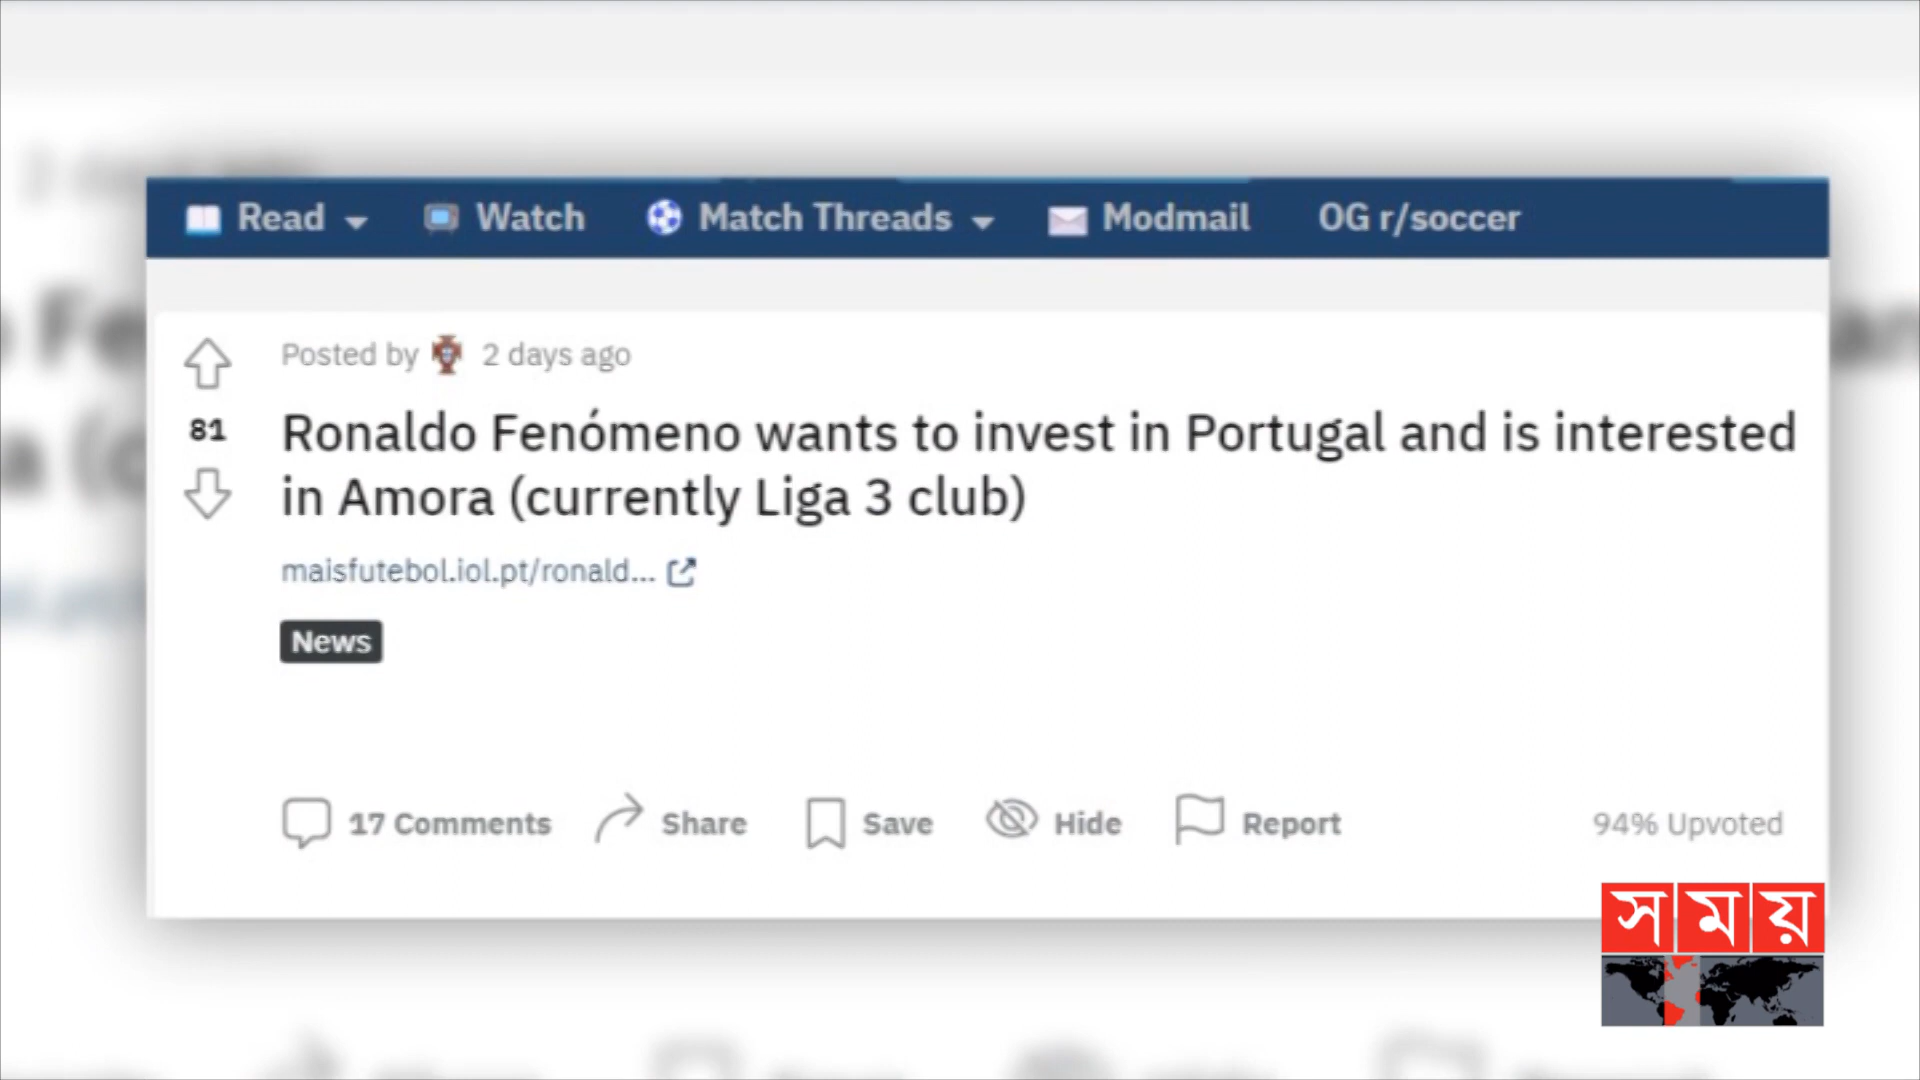 Read
Watch
Match Threads
Modmail
OG r/soccer
Posted by 2 days ago
81
Ronaldo Fenómeno wants to invest in Portugal and is interested
in Amora (currently Liga 3 club)
maisfutebol.iol.pt/ronald...
News
17 Comments
Share
Save
Hide
Report
94% Upvoted
সময়